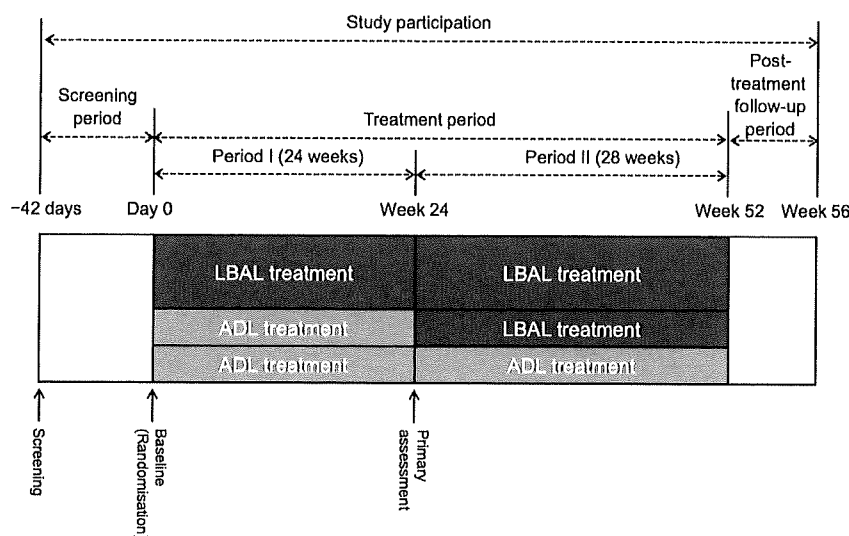 Study participation
Screening
period
Treatment period
Post-
treatment
follow-up
period
Period I (24 weeks)
Period II (28 weeks)
−42 days
Day 0
Week 24
Week 52
Week 56
LBAL treatment
LBAL treatment
ADL treatment
LBAL treatment
ADL treatment
ADL treatment
Screening
Baseline
(Randomisation)
Primary
assessment